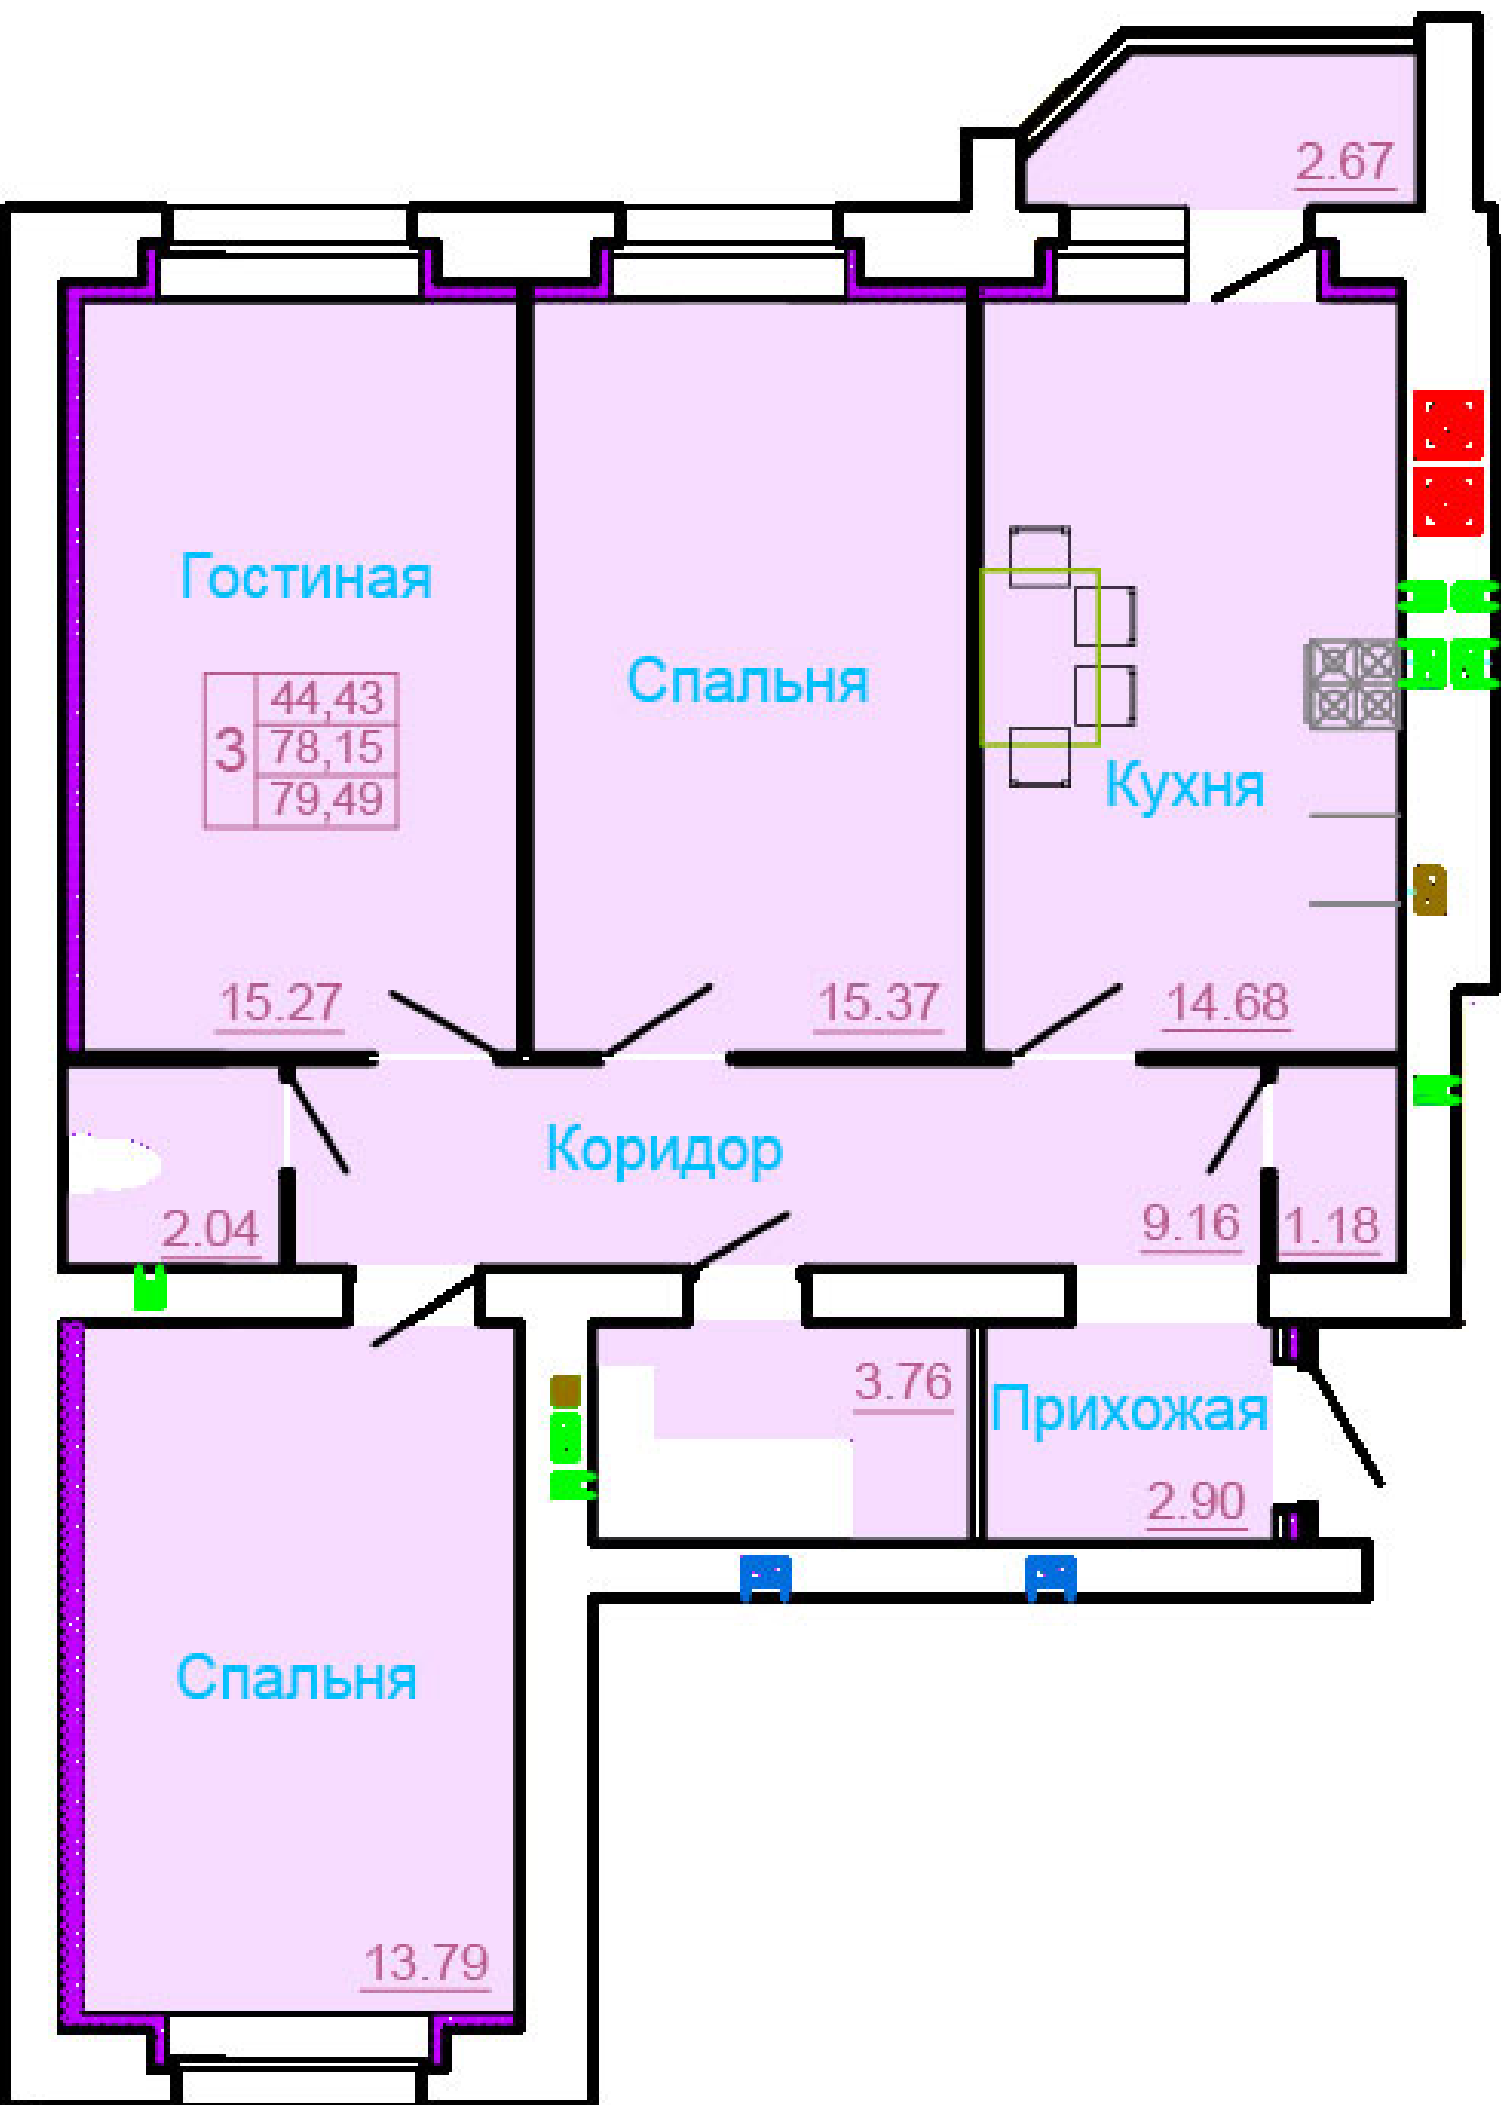 2.67
Гостиная
Спальня
Кухня
3
44,43
78,15
79,49
15.27
15.37
14.68
Коридор
2.04
9.16
1.18
3.76
Прихожая
2.90
Спальня
13.79